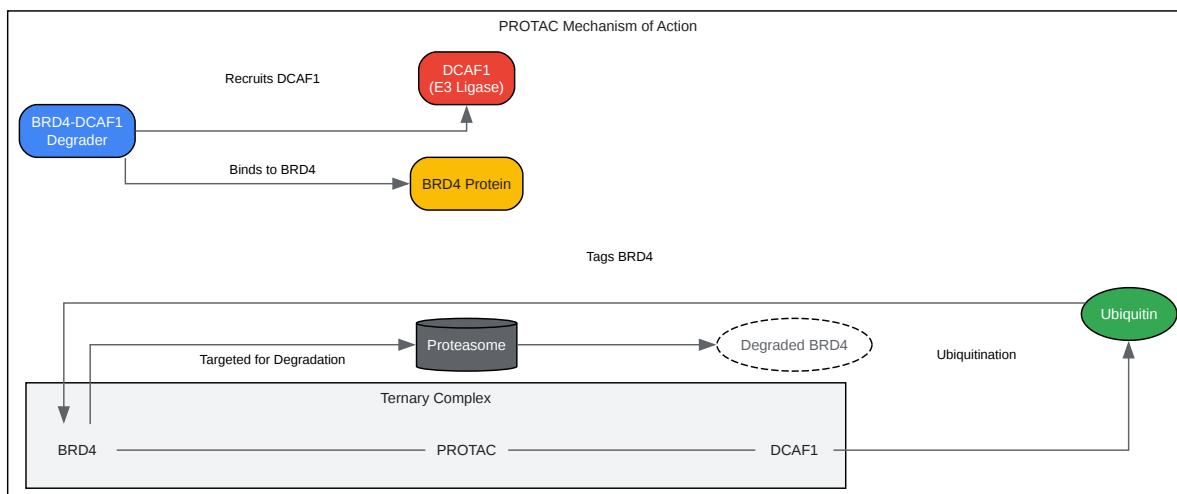 PROTAC Mechanism of Action
Recruits DCAF1
DCAF1
(E3 Ligase)
BRD4-DCAF1
Degrader
Binds to BRD4
BRD4 Protein
Tags BRD4
Ubiquitin
Proteasome
Degraded BRD4
Targeted for Degradation
Ubiquitination
Ternary Complex
BRD4
PROTAC
DCAF1